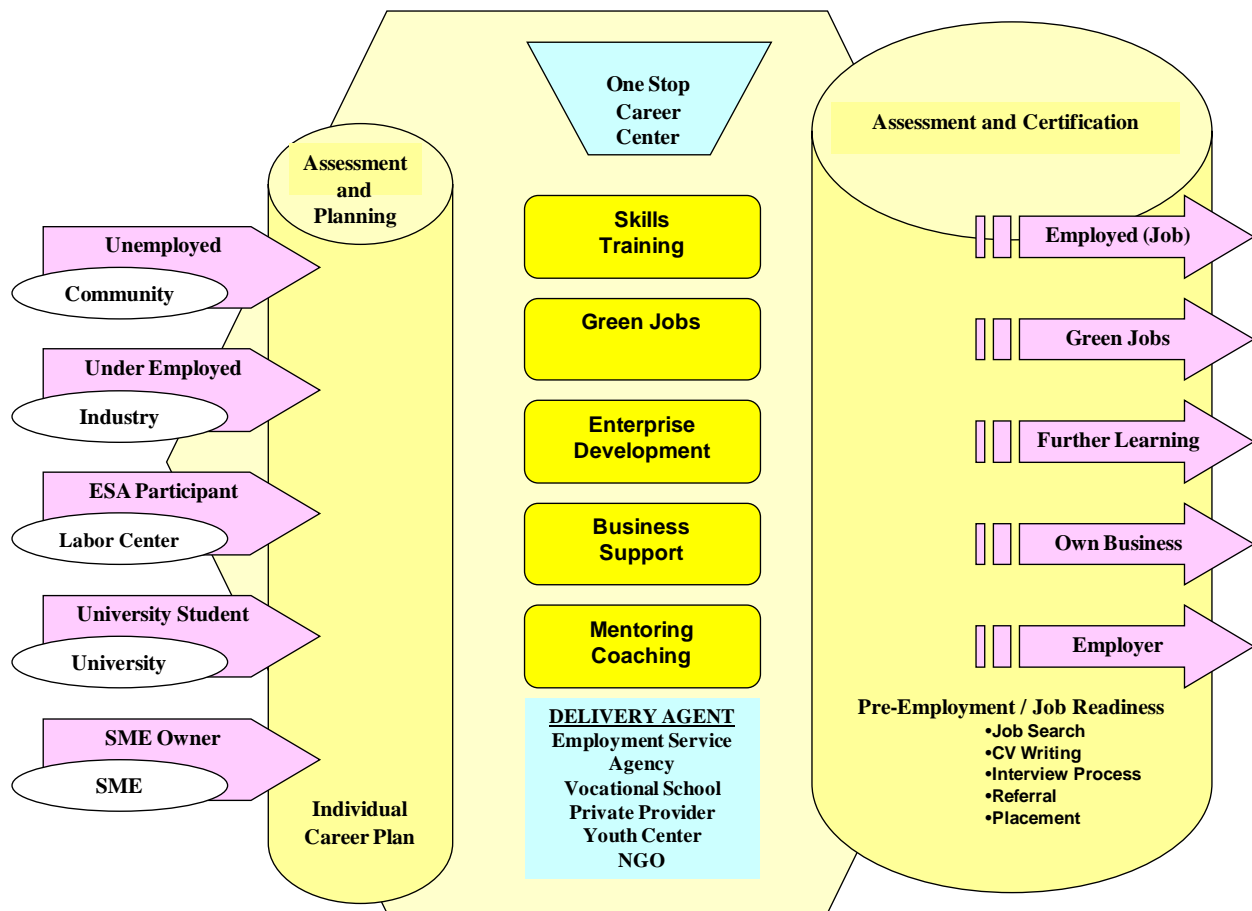 One Stop
Career
Center
Assessment and Certification
Assessment
and
Planning
Unemployed
Community
Under Employed
Industry
ESA Participant
Labor Center
University Student
University
SME Owner
SME
Individual
Career Plan
Skills
Training
Green Jobs
Enterprise
Development
Business
Support
Mentoring
Coaching
DELIVERY AGENT
Employment Service
Agency
Vocational School
Private Provider
Youth Center
NGO
Employed (Job)
Green Jobs
Further Learning
Own Business
Employer
Pre-Employment / Job Readiness
•Job Search
•CV Writing
•Interview Process
•Referral
•Placement